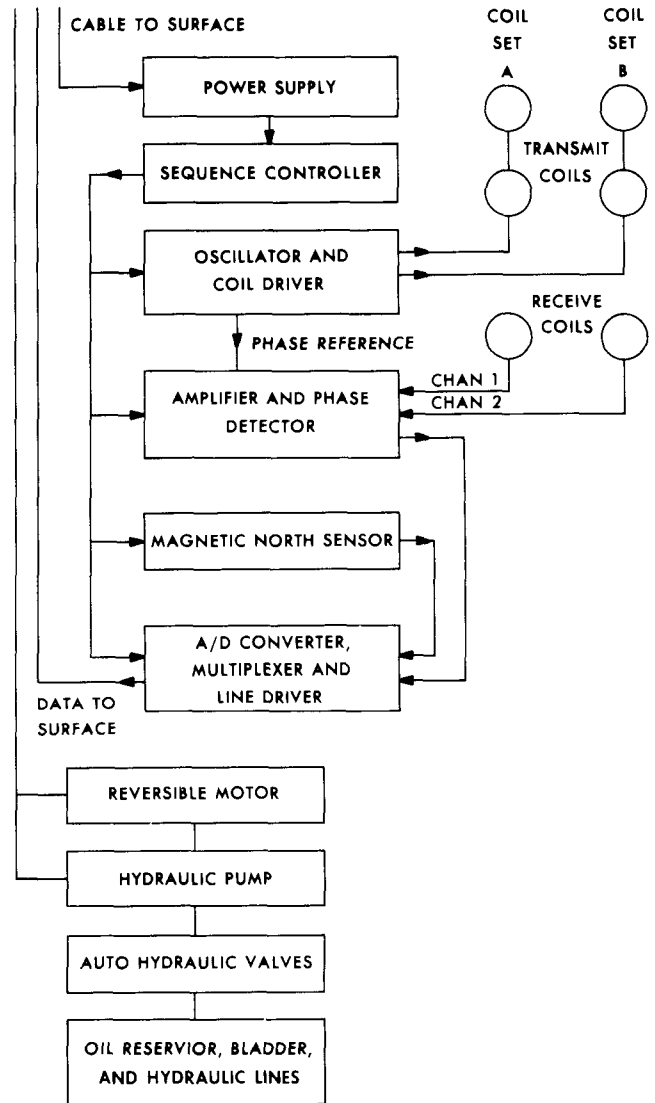 CABLE TO SURFACE
COIL
SET
A
COIL
SET
B
POWER SUPPLY
TRANSMIT
COILS
SEQUENCE CONTROLLER
OSCILLATOR AND
COIL DRIVER
RECEIVE
COILS
PHASE REFERENCE
CHAN 1
CHAN 2
AMPLIFIER AND PHASE
DETECTOR
MAGNETIC NORTH SENSOR
A/D CONVERTER,
MULTIPLEXER AND
LINE DRIVER
DATA TO
SURFACE
REVERSIBLE MOTOR
HYDRAULIC PUMP
AUTO HYDRAULIC VALVES
OIL RESERVIOR, BLADDER,
AND HYDRAULIC LINES